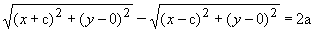 √((x + c)² + (y − 0)²) − √((x − c)² + (y − 0)²) = 2a